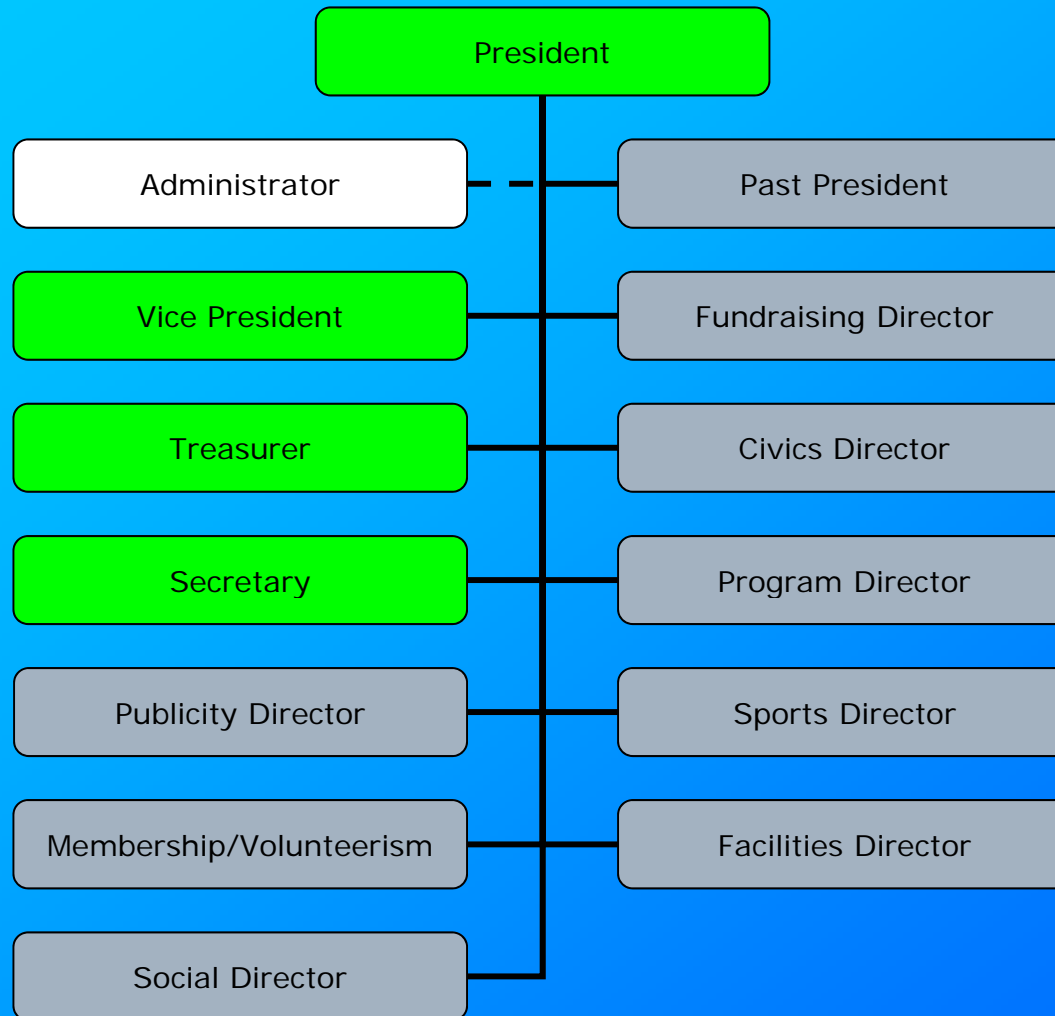 President
Administrator
Past President
Vice President
Fundraising Director
Treasurer
Civics Director
Secretary
Program Director
Publicity Director
Sports Director
Membership/Volunteerism
Facilities Director
Social Director